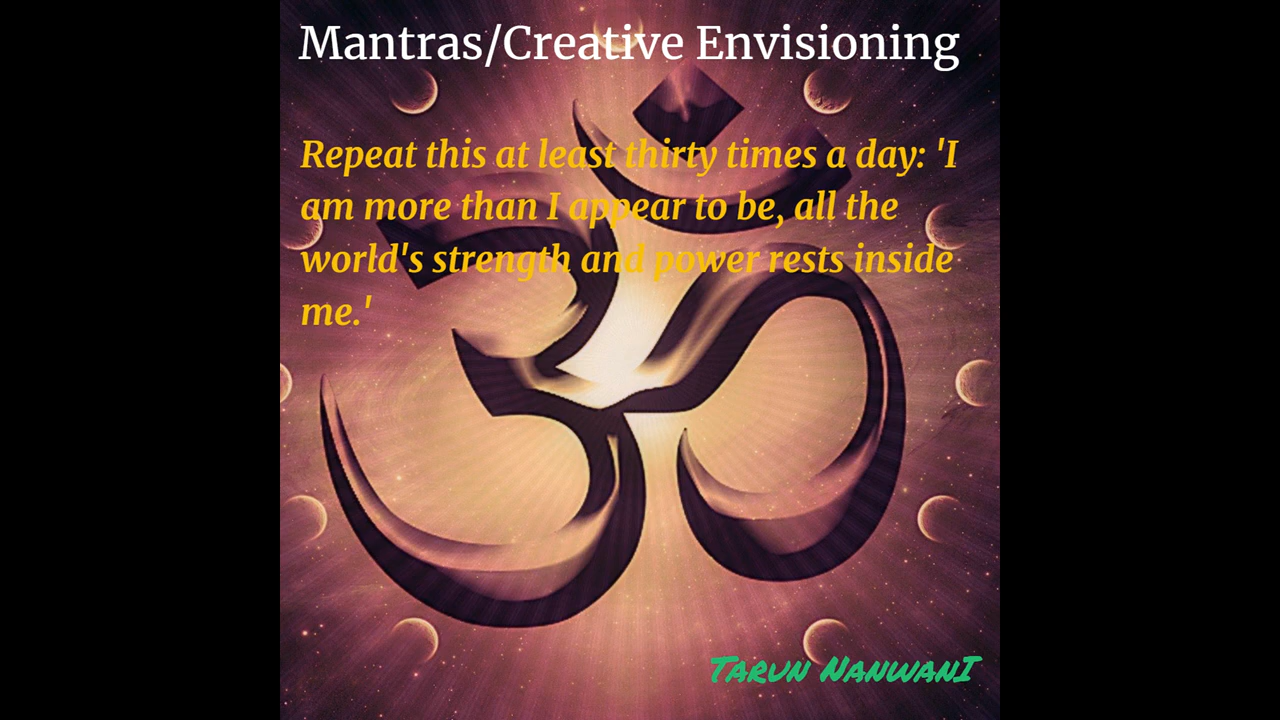 Mantras/Creative Envisioning
Repeat this at least thirty times a day: 'I
am more than I appear to be, all the
world's strength and power rests inside
me.'
Tarun NanwanI